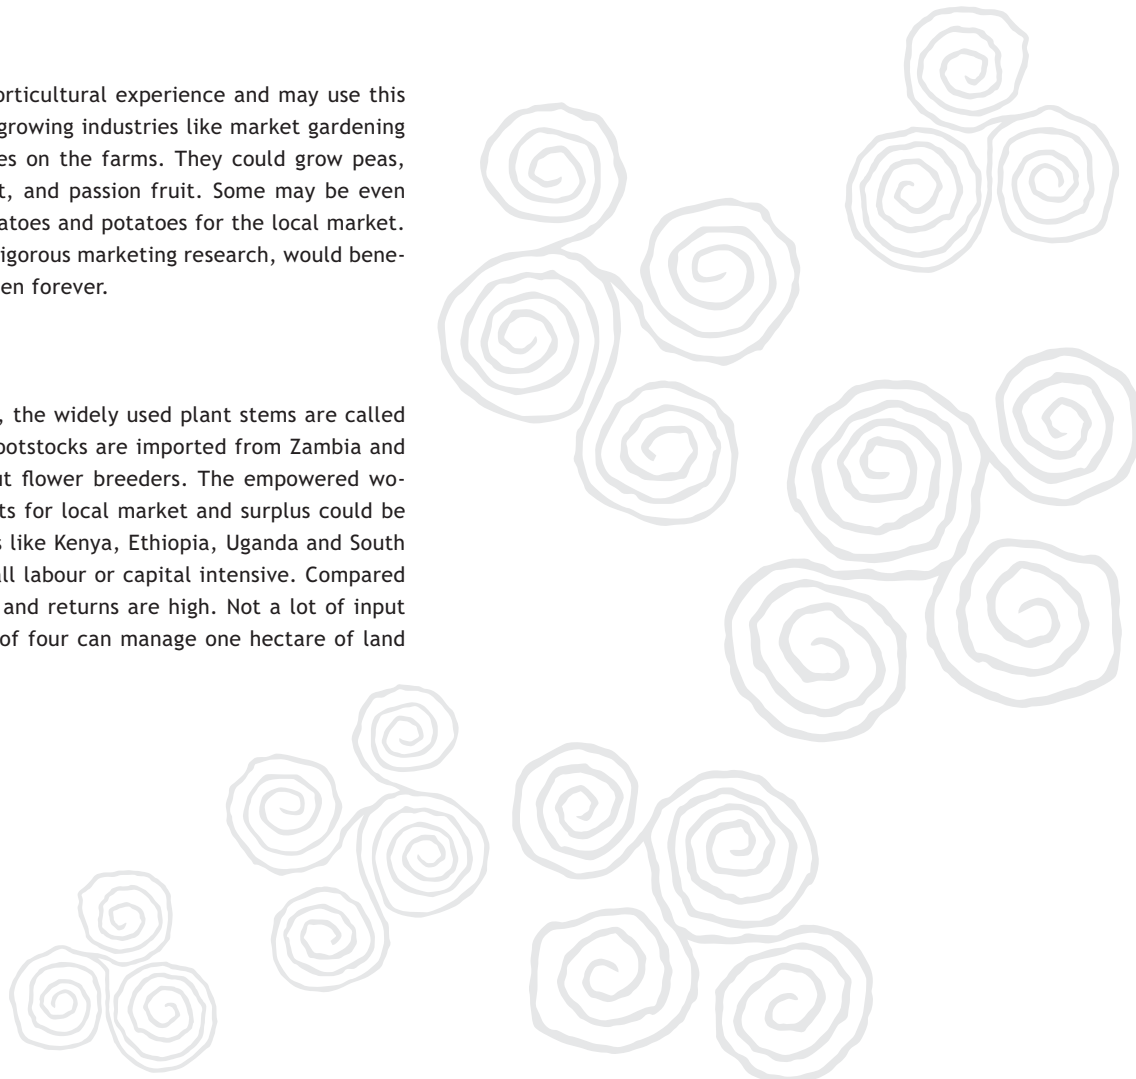 orticultural experience and may use this
growing industries like market gardening
es on the farms. They could grow peas,
t, and passion fruit. Some may be even
atoes and potatoes for the local market.
igorous marketing research, would bene-
en forever.
, the widely used plant stems are called
ootstocks are imported from Zambia and
ut flower breeders. The empowered wo-
ts for local market and surplus could be
s like Kenya, Ethiopia, Uganda and South
all labour or capital intensive. Compared
and returns are high. Not a lot of input
of four can manage one hectare of land